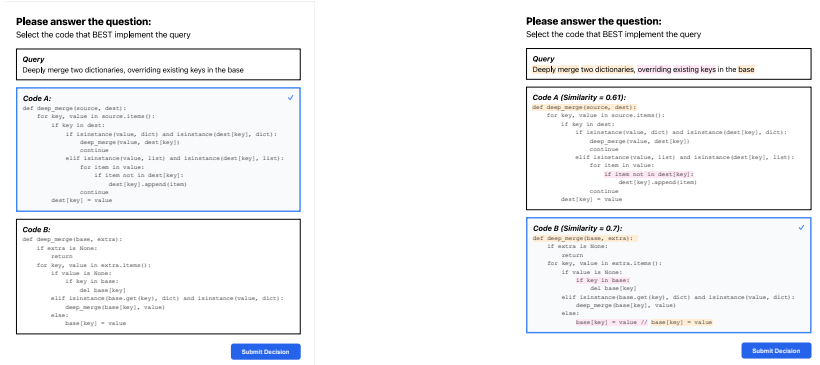 Please answer the question:
Select the code that BEST implement the query
Query
Deeply merge two dictionaries, overriding existing keys in the base
Code A:
def deep_merge(source, dest):
    for key, value in source.items():
        if key in dest:
            if isinstance(value, dict) and isinstance(dest[key], dict):
                deep_merge(value, dest[key])
                continue
            elif isinstance(value, list) and isinstance(dest[key], list):
                for item in value:
                    if item not in dest[key]:
                        dest[key].append(item)
                continue
        dest[key] = value
Code B:
def deep_merge(base, extra):
    if extra is None:
        return
    for key, value in extra.items():
        if value is None:
            if key in base:
                del base[key]
        elif isinstance(base.get(key), dict) and isinstance(value, dict):
            deep_merge(base[key], value)
        else:
            base[key] = value
Submit Decision
Please answer the question:
Select the code that BEST implement the query
Query
Deeply merge two dictionaries, overriding existing keys in the base
Code A (Similarity = 0.61):
def deep_merge(source, dest):
    for key, value in source.items():
        if key in dest:
            if isinstance(value, dict) and isinstance(dest[key], dict):
                deep_merge(value, dest[key])
                continue
            elif isinstance(value, list) and isinstance(dest[key], list):
                for item in value:
                    if item not in dest[key]:
                        dest[key].append(item)
                continue
        dest[key] = value
Code B (Similarity = 0.7):
def deep_merge(base, extra):
    if extra is None:
        return
    for key, value in extra.items():
        if value is None:
            if key in base:
                del base[key]
        elif isinstance(base.get(key), dict) and isinstance(value, dict):
            deep_merge(base[key], value)
        else:
            base[key] = value // base[key] = value
Submit Decision